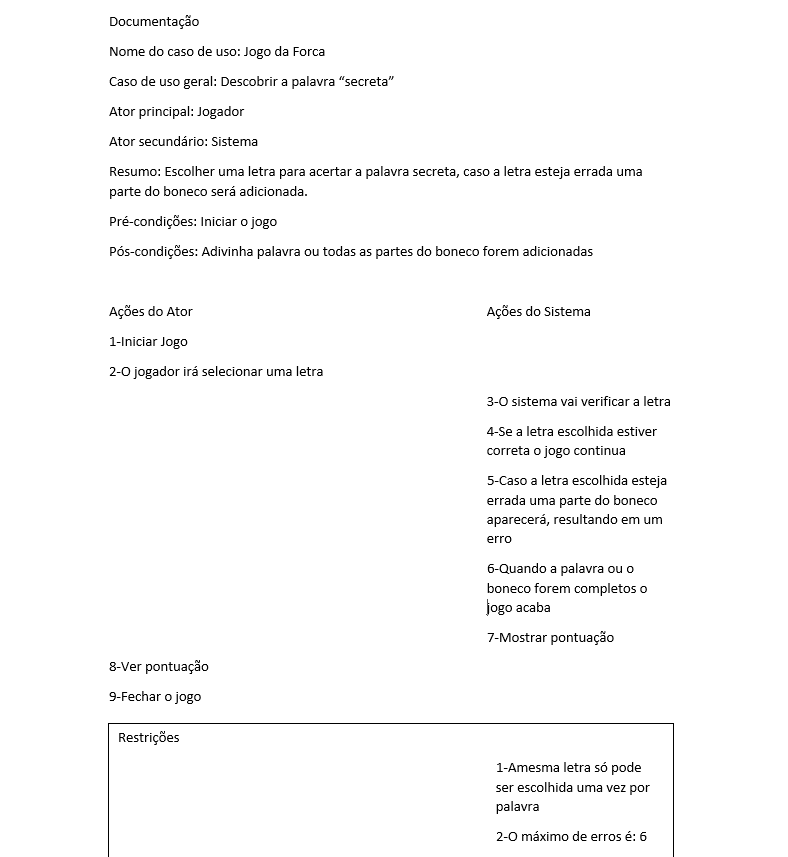 Documentação
Nome do caso de uso: Jogo da Forca
Caso de uso geral: Descobrir a palavra “secreta”
Ator principal: Jogador
Ator secundário: Sistema
Resumo: Escolher uma letra para acertar a palavra secreta, caso a letra esteja errada uma
parte do boneco será adicionada.
Pré-condições: Iniciar o jogo
Pós-condições: Adivinha palavra ou todas as partes do boneco forem adicionadas
Ações do Ator
Ações do Sistema
1-Iniciar Jogo
2-O jogador irá selecionar uma letra
3-O sistema vai verificar a letra
4-Se a letra escolhida estiver
correta o jogo continua
5-Caso a letra escolhida esteja
errada uma parte do boneco
aparecerá, resultando em um
erro
6-Quando a palavra ou o
boneco forem completos o
jogo acaba
7-Mostrar pontuação
8-Ver pontuação
9-Fechar o jogo
Restrições
1-Amesma letra só pode
ser escolhida uma vez por
palavra
2-O máximo de erros é: 6